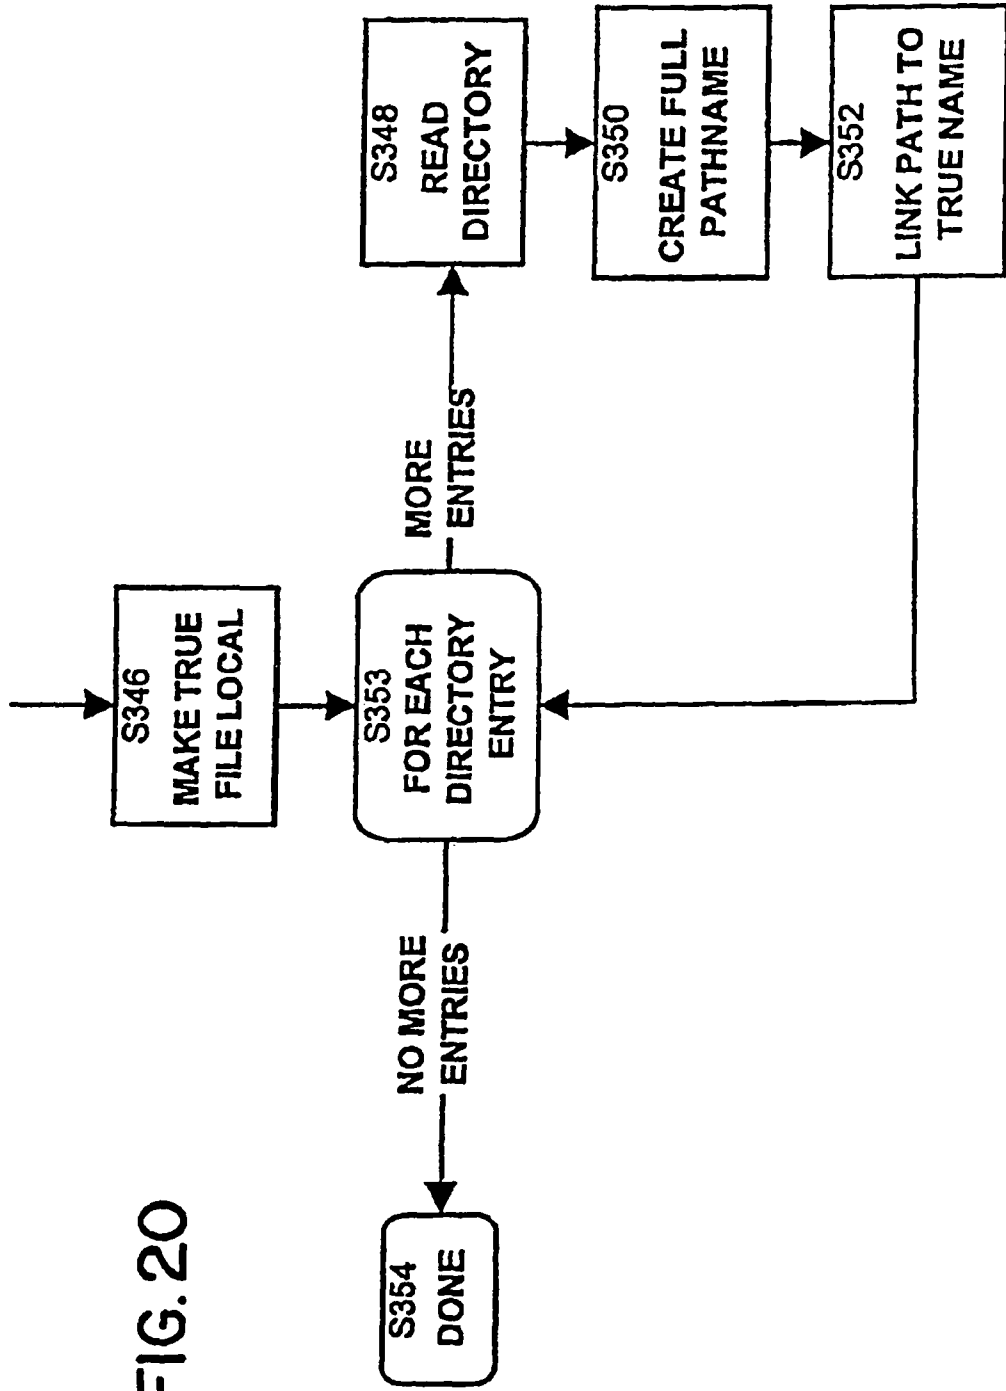 S346
MAKE TRUE
FILE LOCAL
S353
FOR EACH
DIRECTORY
ENTRY
MORE
ENTRIES
S348
READ
DIRECTORY
S350
CREATE FULL
PATHNAME
S352
LINK PATH TO
TRUE NAME
NO MORE
ENTRIES
S354
DONE
FIG. 20